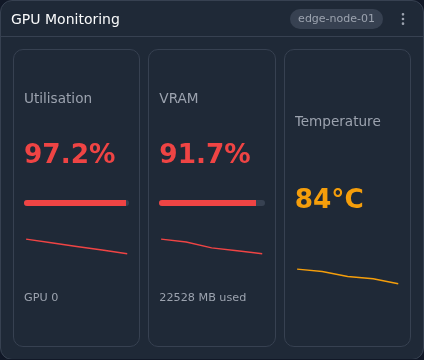 GPU Monitoring
edge-node-01
Utilisation
97.2%
GPU 0
VRAM
91.7%
22528 MB used
Temperature
84°C